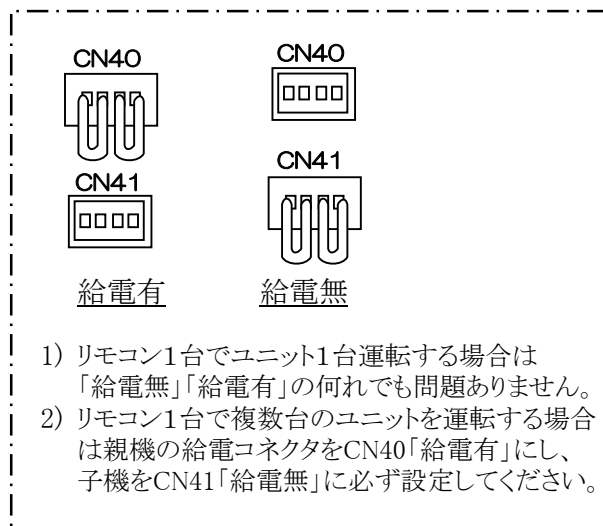 CN40
CN40
CN41
CN41
給電有
給電無
1) リモコン1台でユニット1台運転する場合は
「給電無」「給電有」の何れでも問題ありません。
2) リモコン1台で複数台のユニットを運転する場合
は親機の給電コネクタをCN40「給電有」にし、
子機をCN41「給電無」に必ず設定してください。